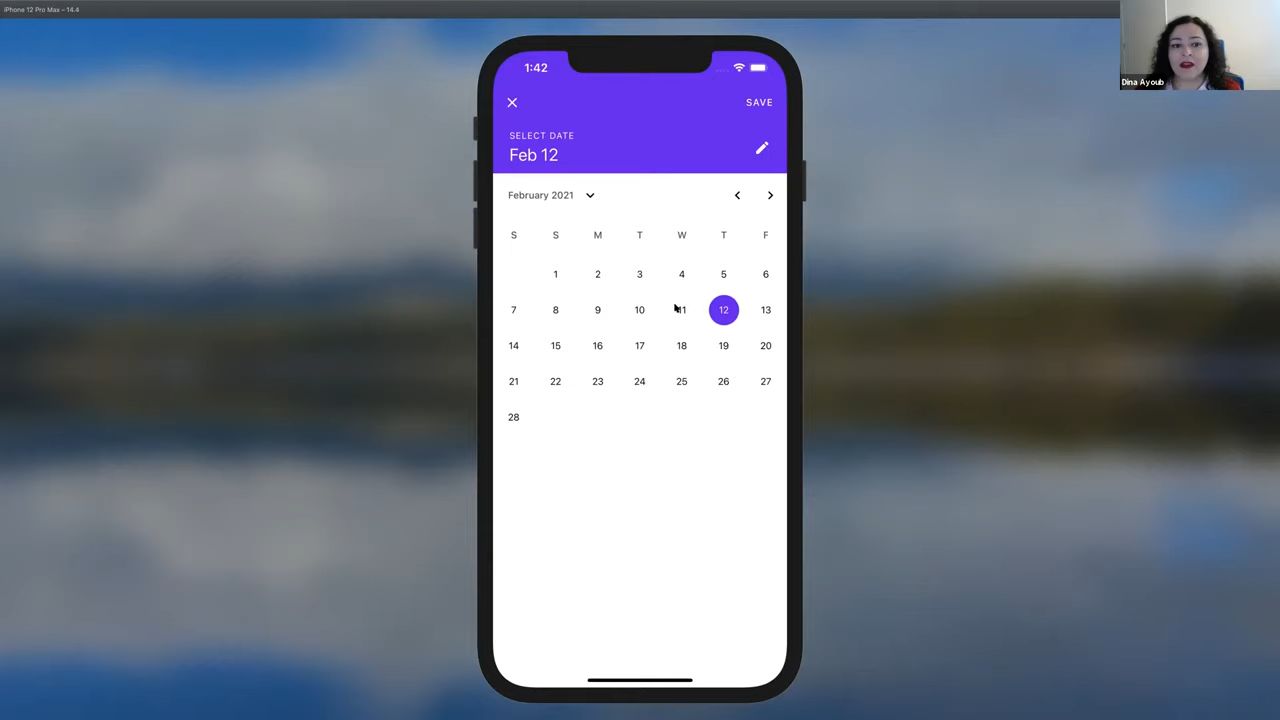 iPhone 12 Pro Max – 14.4
Dina Ayoub
1:42
SAVE
SELECT DATE
Feb 12
February 2021
S S M T W T F
1 2 3 4 5 6
7 8 9 10 11 12 13
14 15 16 17 18 19 20
21 22 23 24 25 26 27
28